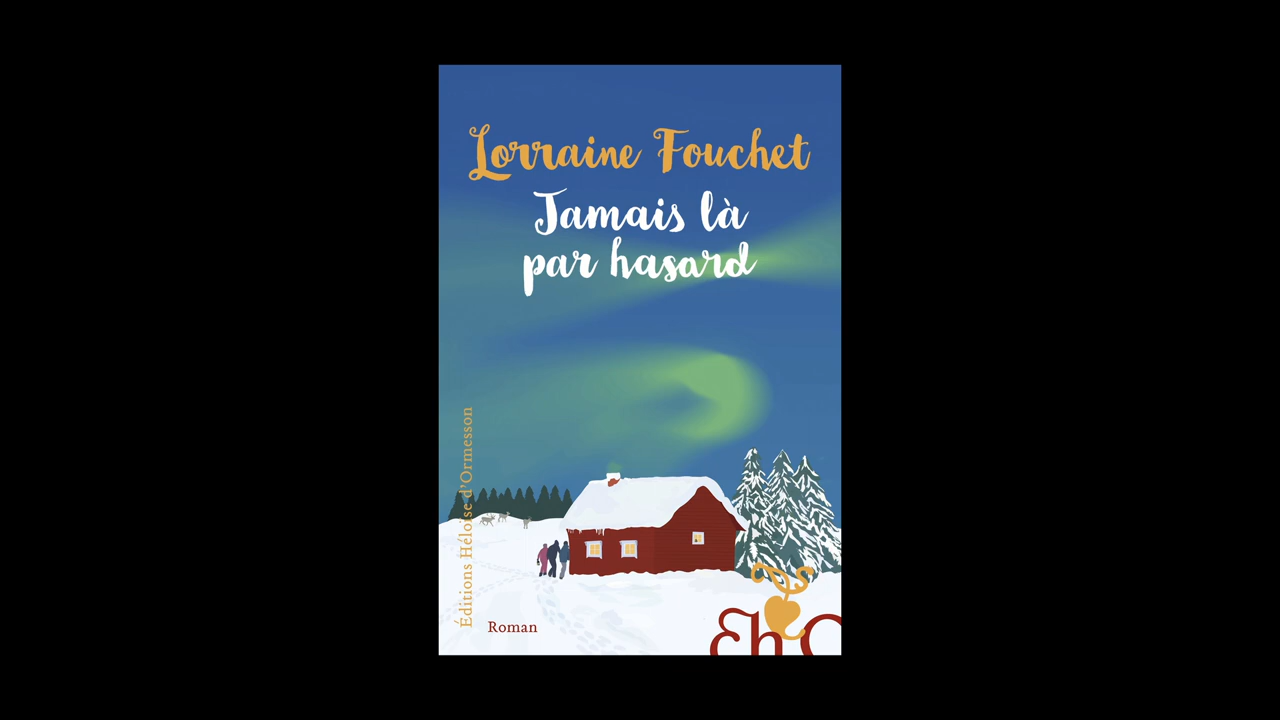 Lorraine Fouchet
Jamais là
par hasard
Éditions Héloïse d'Ormesson
Roman
EhO